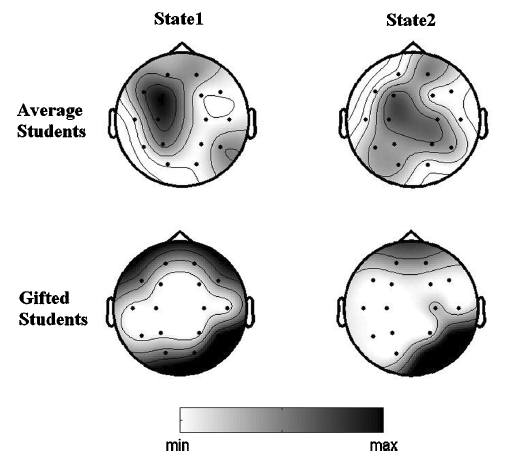 State1
State2
Average
Students
Gifted
Students
min
max